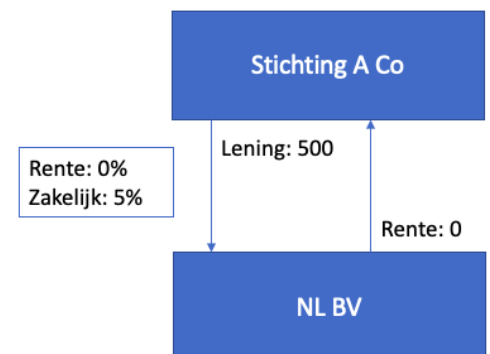 Stichting A Co
Lening: 500
Rente: 0%
Zakelijk: 5%
Rente: 0
NL BV